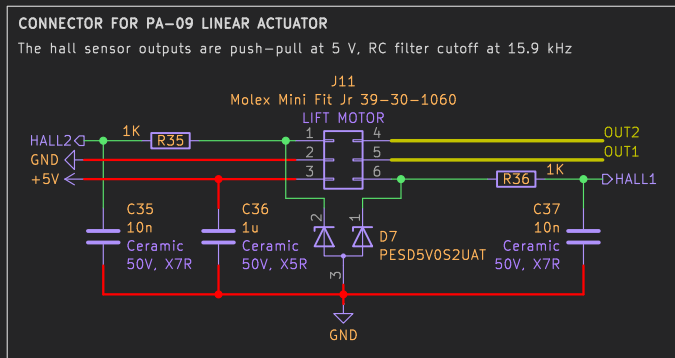 CONNECTOR FOR PA-09 LINEAR ACTUATOR
The hall sensor outputs are push-pull at 5 V, RC filter cutoff at 15.9 kHz
J11
Molex Mini Fit Jr 39-30-1060
LIFT MOTOR
HALL2 1K R35 1 4 OUT2
GND 2 5 OUT1
+5V 3 6 R36 1K HALL1
C35
10n
Ceramic
50V, X7R
C36
1u
Ceramic
50V, X5R
2 1
D7
PESD5V0S2UAT
3
C37
10n
Ceramic
50V, X7R
GND